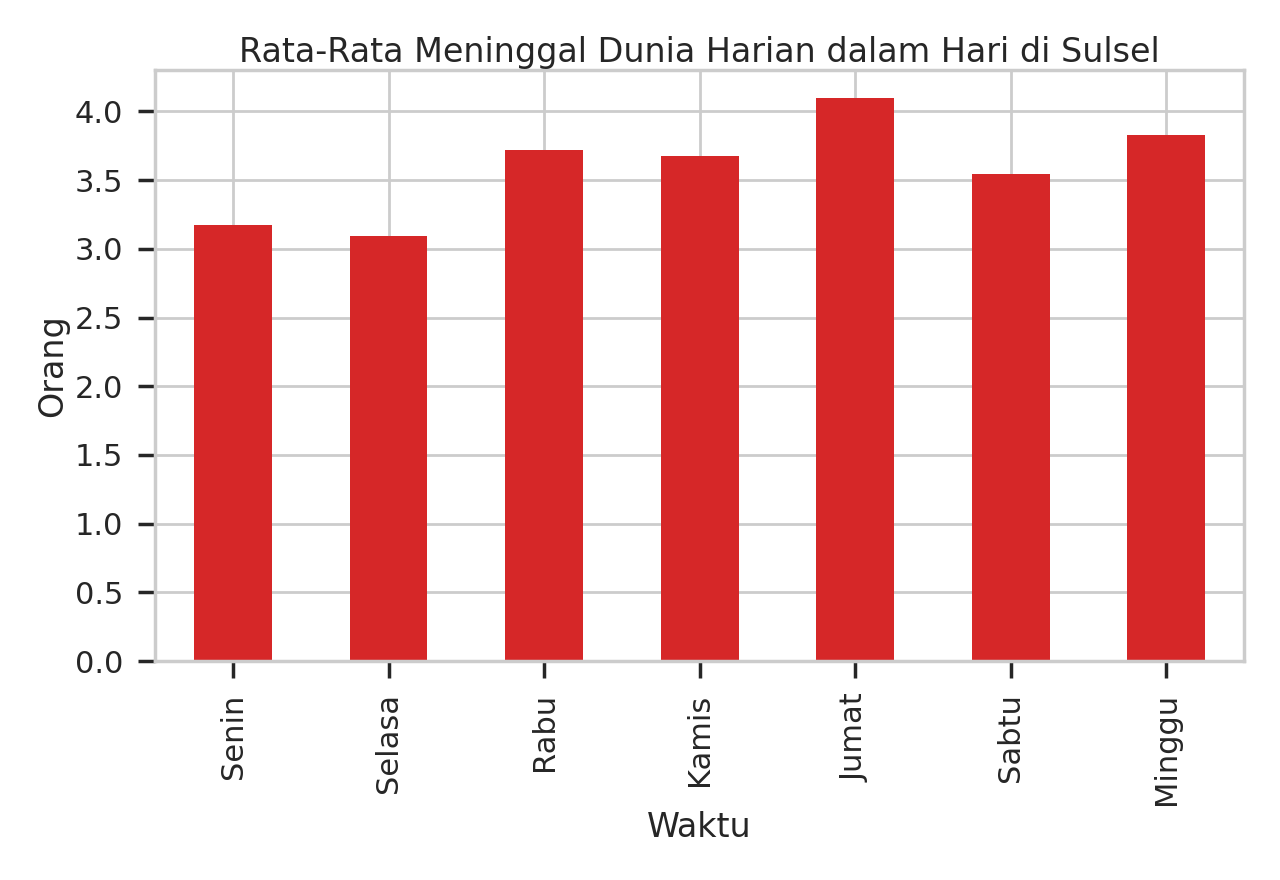 Rata-Rata Meninggal Dunia Harian dalam Hari di Sulsel
Orang
4.0
3.5
3.0
2.5
2.0
1.5
1.0
0.5
0.0
Senin
Selasa
Rabu
Kamis
Jumat
Sabtu
Minggu
Waktu